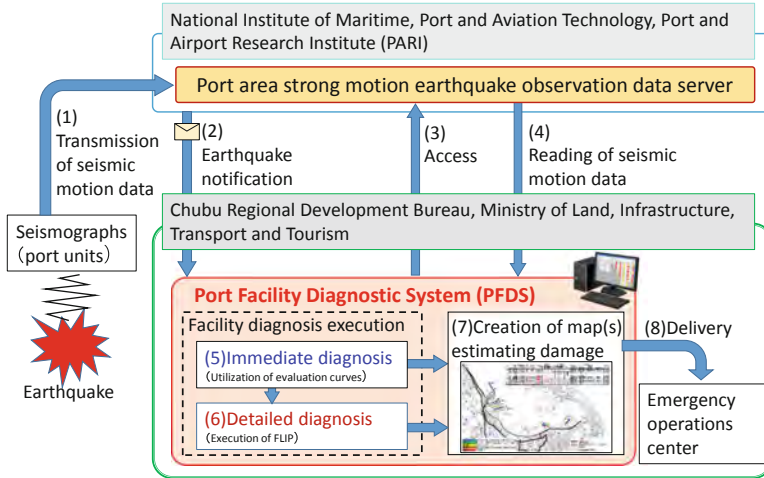 National Institute of Maritime, Port and Aviation Technology, Port and
Airport Research Institute (PARI)
Port area strong motion earthquake observation data server
(1)
Transmission
of seismic
motion data
(2)
Earthquake
notification
(3)
Access
(4)
Reading of seismic
motion data
Chubu Regional Development Bureau, Ministry of Land, Infrastructure,
Transport and Tourism
Seismographs
(port units)
Earthquake
Port Facility Diagnostic System (PFDS)
Facility diagnosis execution
(5)Immediate diagnosis
(Utilization of evaluation curves)
(6)Detailed diagnosis
(Execution of FLIP)
(7)Creation of map(s)
estimating damage
(8)Delivery
Emergency
operations
center